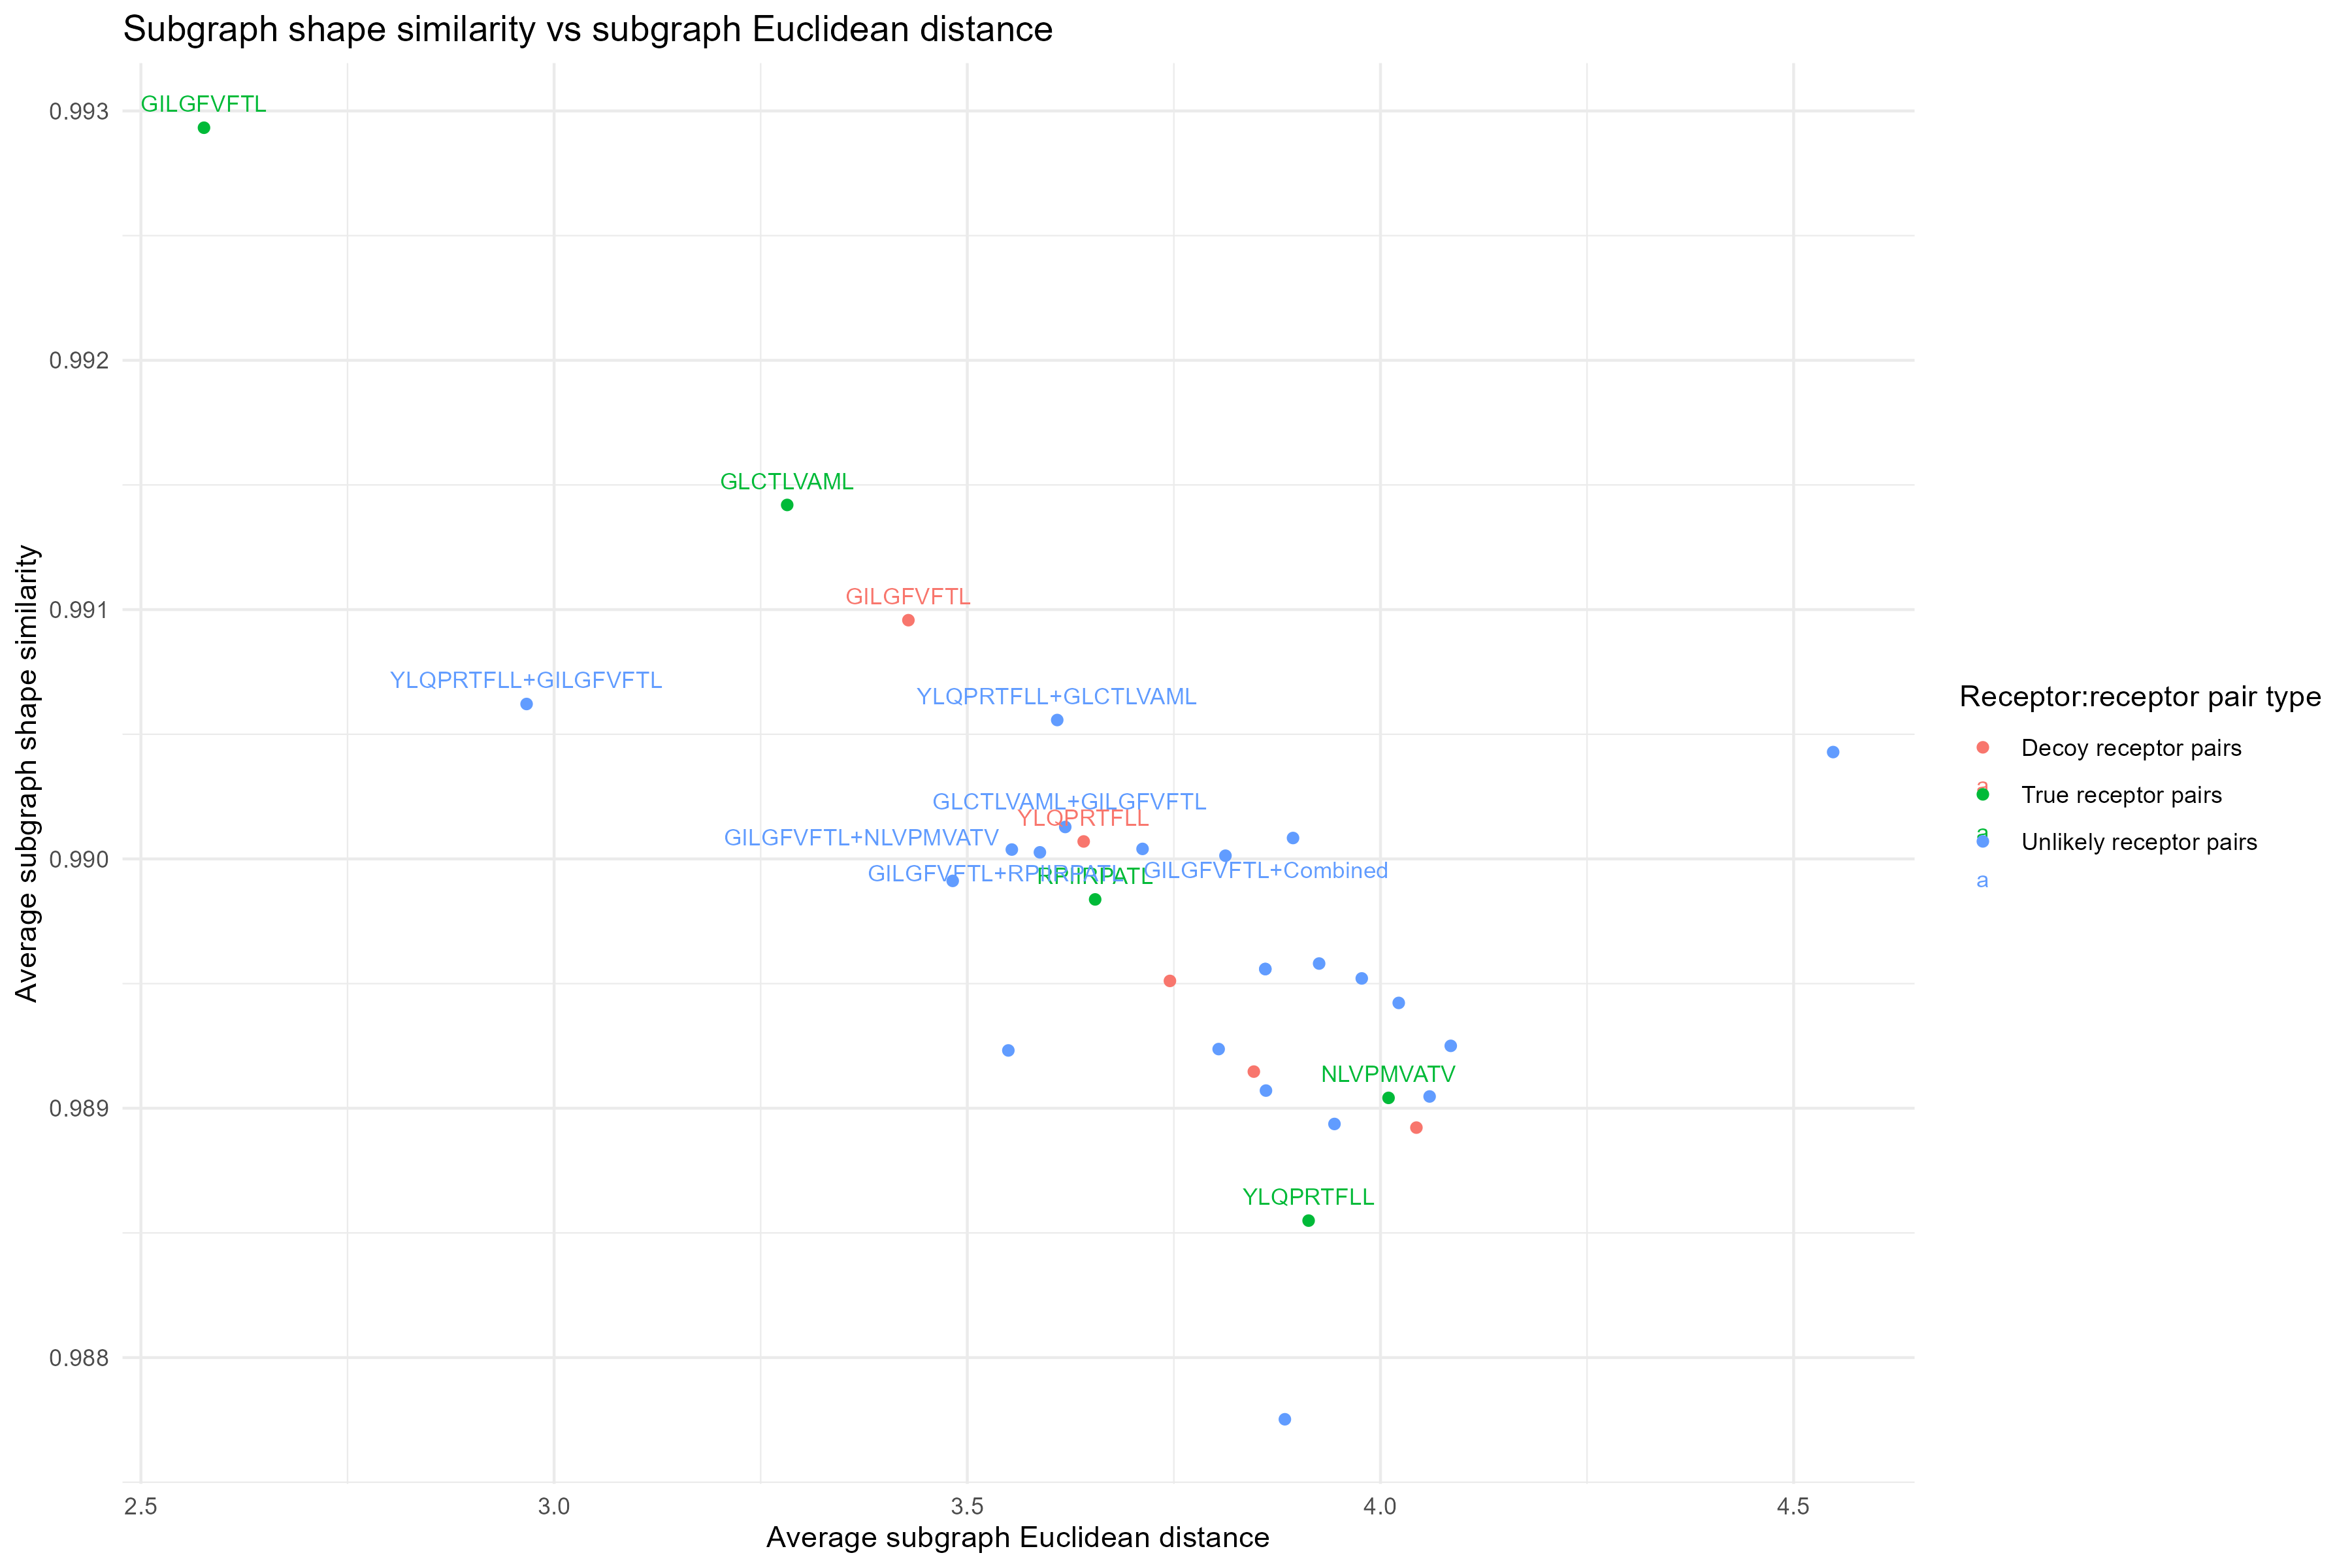 Subgraph shape similarity vs subgraph Euclidean distance
Average subgraph shape similarity
0.993
0.992
0.991
0.990
0.989
0.988
GILGFVFTL
GLCTLVAML
GILGFVFTL
YLQPRTFLL+GILGFVFTL
YLQPRTFLL+GLCTLVAML
GLCTLVAML+GILGFVFTL
YLQPRTFLL
GILGFVFTL+NLVPMVATV
GILGFVFTL+RPIIRPATL
RPIIRPATL
GILGFVFTL+Combined
NLVPMVATV
YLQPRTFLL
2.5
3.0
3.5
4.0
4.5
Average subgraph Euclidean distance
Receptor:receptor pair type
Decoy receptor pairs
a
True receptor pairs
a
Unlikely receptor pairs
a